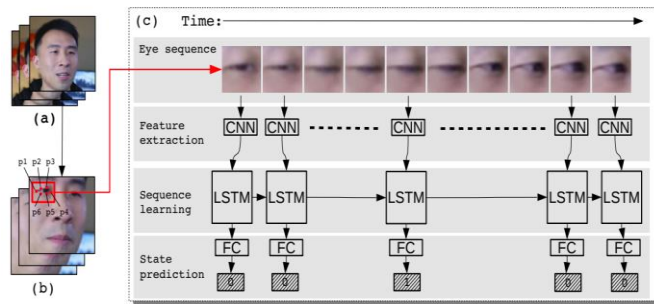 (c) Time:
Eye sequence
(a)
Feature
extraction
CNN CNN CNN CNN CNN
p1 p2 p3
p6 p5 p4
Sequence
learning
LSTM LSTM LSTM LSTM LSTM
FC FC FC FC FC
State
prediction
0 0 1 0 0
(b)